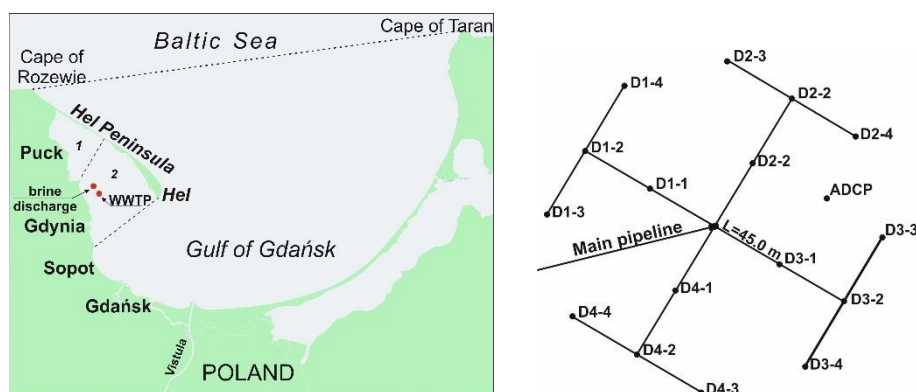 Cape of Taran
Baltic Sea
Cape of
Rozewie
Hel Peninsula
1
Puck
2
brine
discharge
WWTP
Hel
Gdynia
Gulf of Gdańsk
Sopot
Gdańsk
Vistula
POLAND
D2-3
D1-4
D2-2
D2-4
D1-2
D2-2
D1-1
ADCP
D1-3
Main pipeline
L=45.0 m
D3-3
D3-1
D4-1
D3-2
D4-4
D4-2
D3-4
D4-3